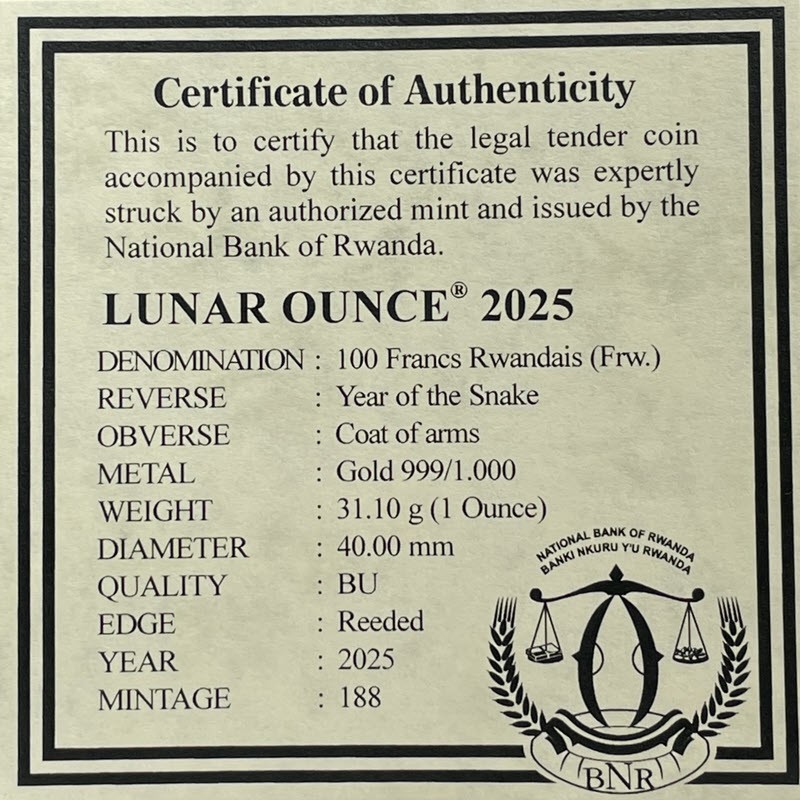 Certificate of Authenticity
This is to certify that the legal tender coin
accompanied by this certificate was expertly
struck by an authorized mint and issued by the
National Bank of Rwanda.
LUNAR OUNCE® 2025
DENOMINATION : 100 Francs Rwandais (Frw.)
REVERSE : Year of the Snake
OBVERSE : Coat of arms
METAL : Gold 999/1.000
WEIGHT : 31.10 g (1 Ounce)
DIAMETER : 40.00 mm
QUALITY : BU
EDGE : Reeded
YEAR : 2025
MINTAGE : 188
NATIONAL BANK OF RWANDA
BANKI NKURU Y'U RWANDA
BNR